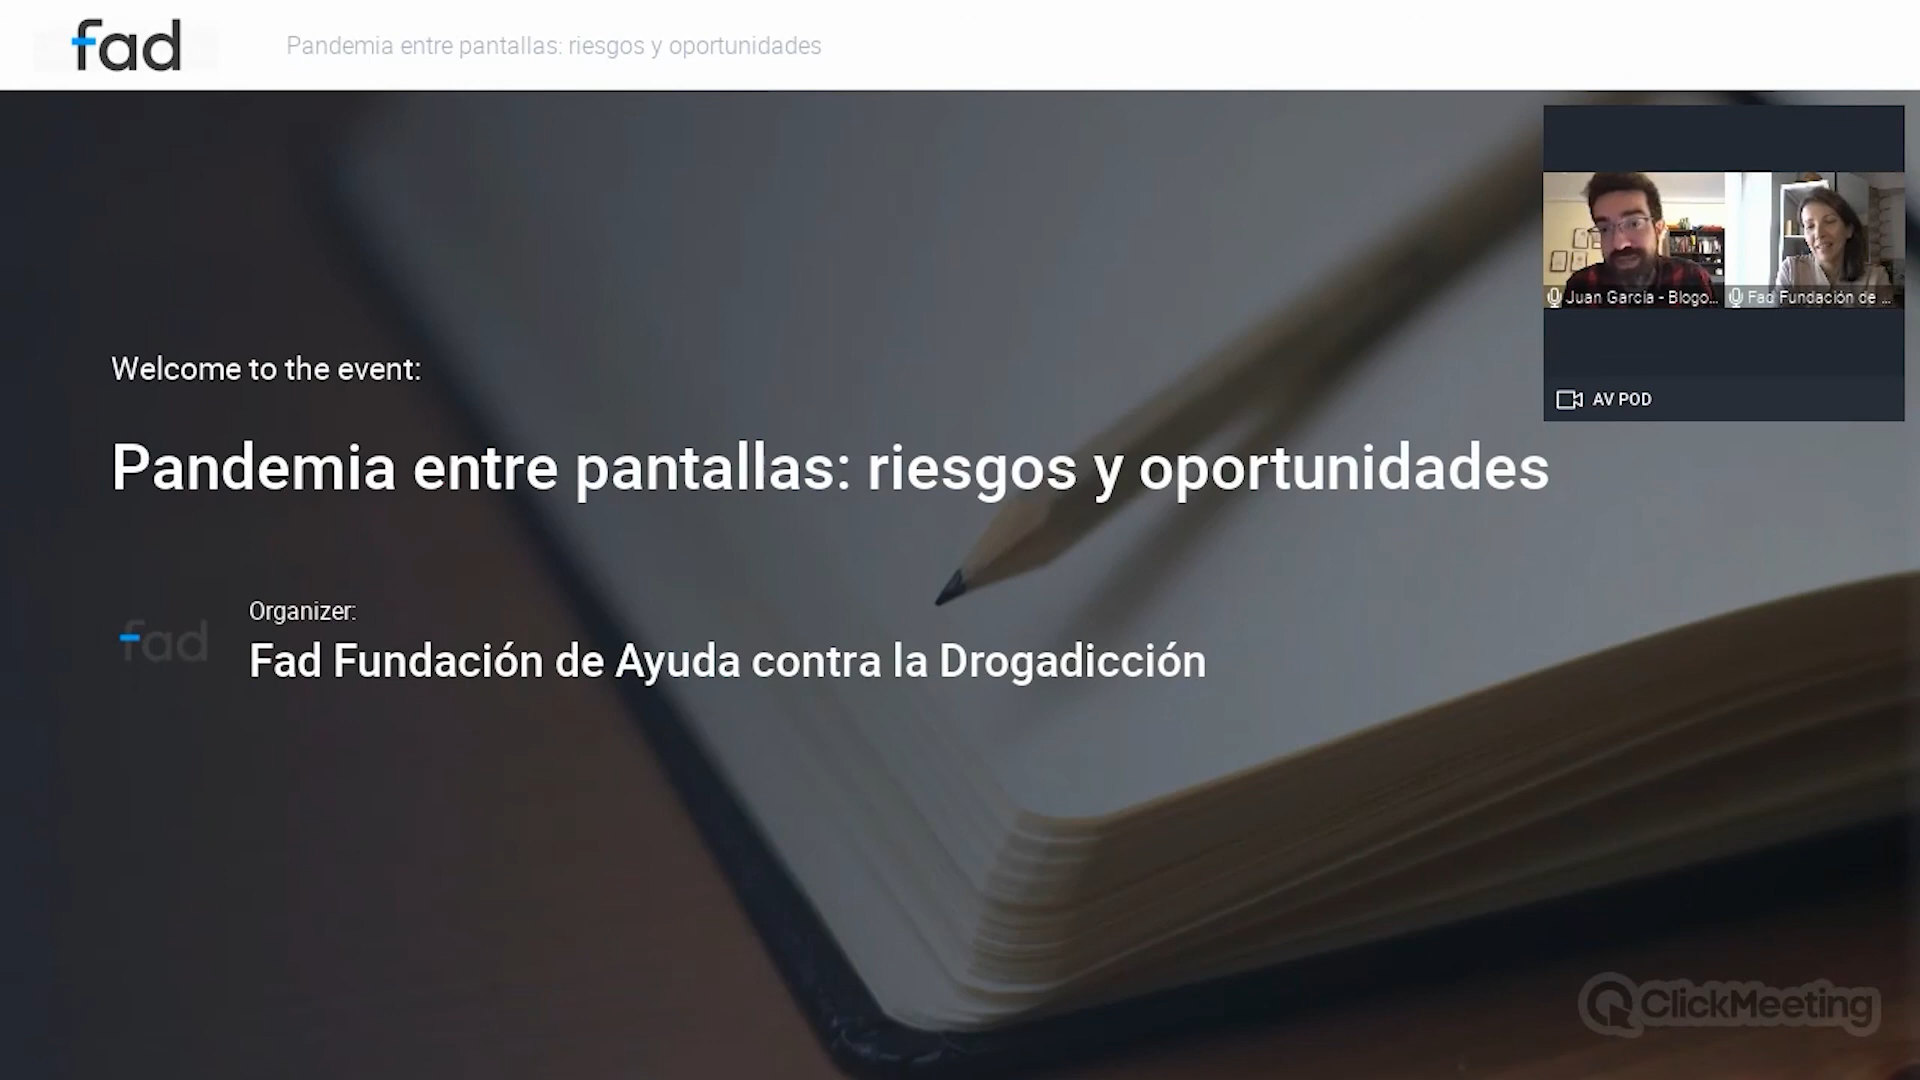 fad
Pandemia entre pantallas: riesgos y oportunidades
Juan Garcia - Blogo...
Fad Fundación de ...
AV POD
Welcome to the event:
Pandemia entre pantallas: riesgos y oportunidades
fad
Organizer:
Fad Fundación de Ayuda contra la Drogadicción
ClickMeeting